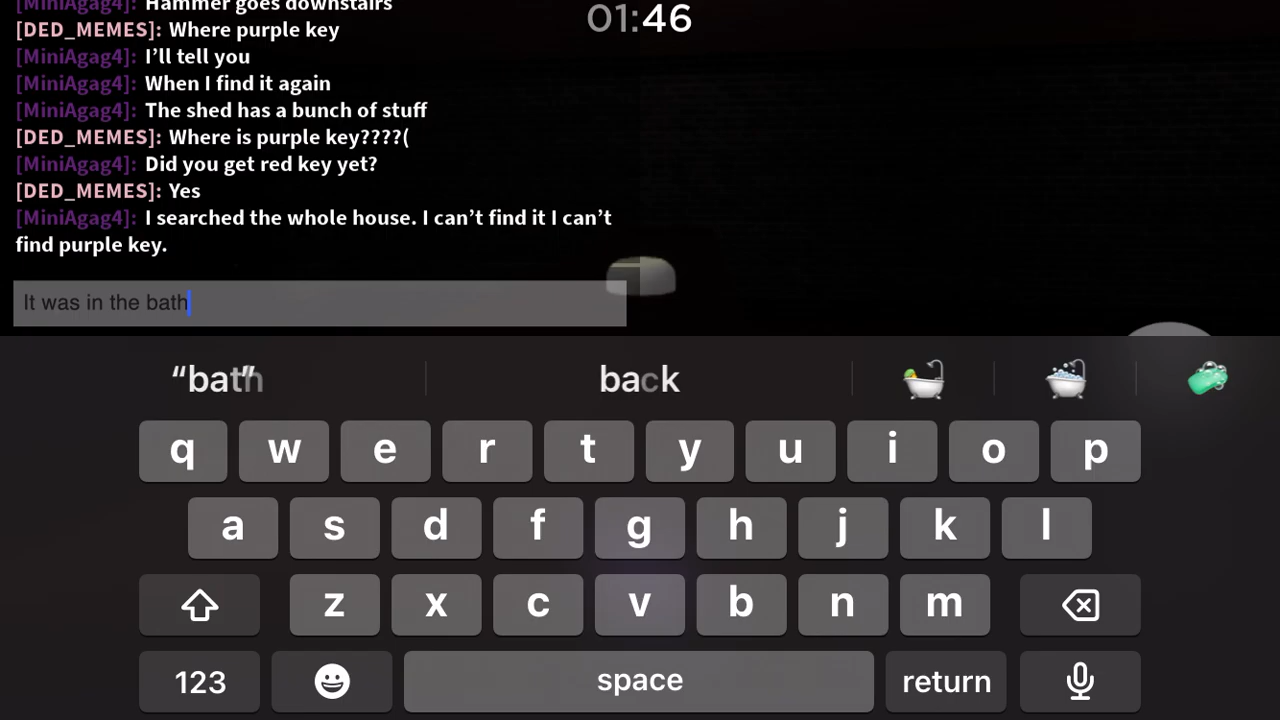 [MiniAgag4]: Hammer goes downstairs
01:46
[DED_MEMES]: Where purple key
[MiniAgag4]: I’ll tell you
[MiniAgag4]: When I find it again
[MiniAgag4]: The shed has a bunch of stuff
[DED_MEMES]: Where is purple key????(
[MiniAgag4]: Did you get red key yet?
[DED_MEMES]: Yes
[MiniAgag4]: I searched the whole house. I can’t find it I can’t
find purple key.
It was in the bath
“bath” back
q w e r t y u i o p
a s d f g h j k l
z x c v b n m
123 space return